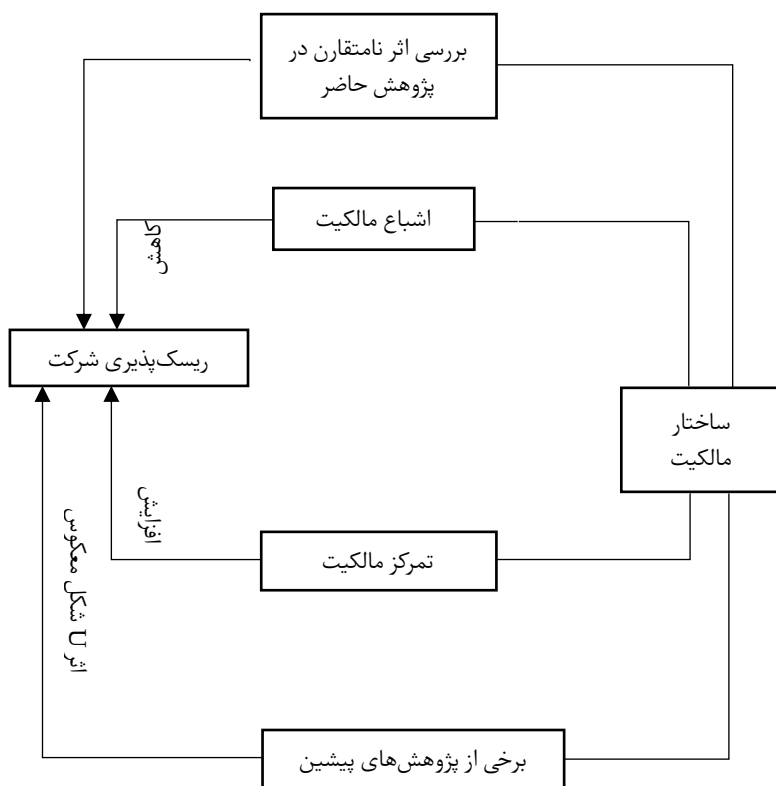 بررسی اثر نامتقارن در
پژوهش حاضر
اشباع مالکیت
کاهش
ریسک‌پذیری شرکت
ساختار
مالکیت
افزایش
تمرکز مالکیت
اثر U شکل معکوس
برخی از پژوهش‌های پیشین